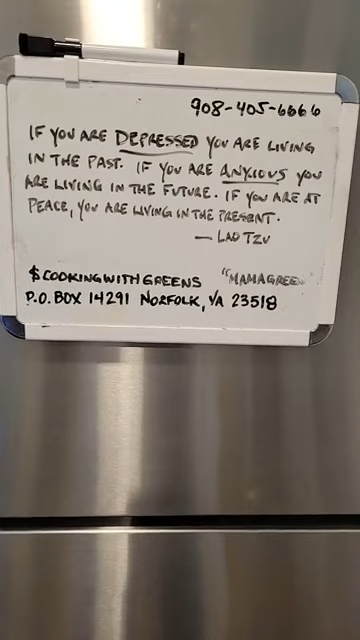 908-405-6666
IF YOU ARE DEPRESSED YOU ARE LIVING
IN THE PAST. IF YOU ARE ANXIOUS YOU
ARE LIVING IN THE FUTURE. IF YOU ARE AT
PEACE, YOU ARE LIVING IN THE PRESENT.
— LAO TZU
$COOKINGWITHGREENS "MAMAGREEN
P.O. BOX 14291 NORFOLK, VA 23518